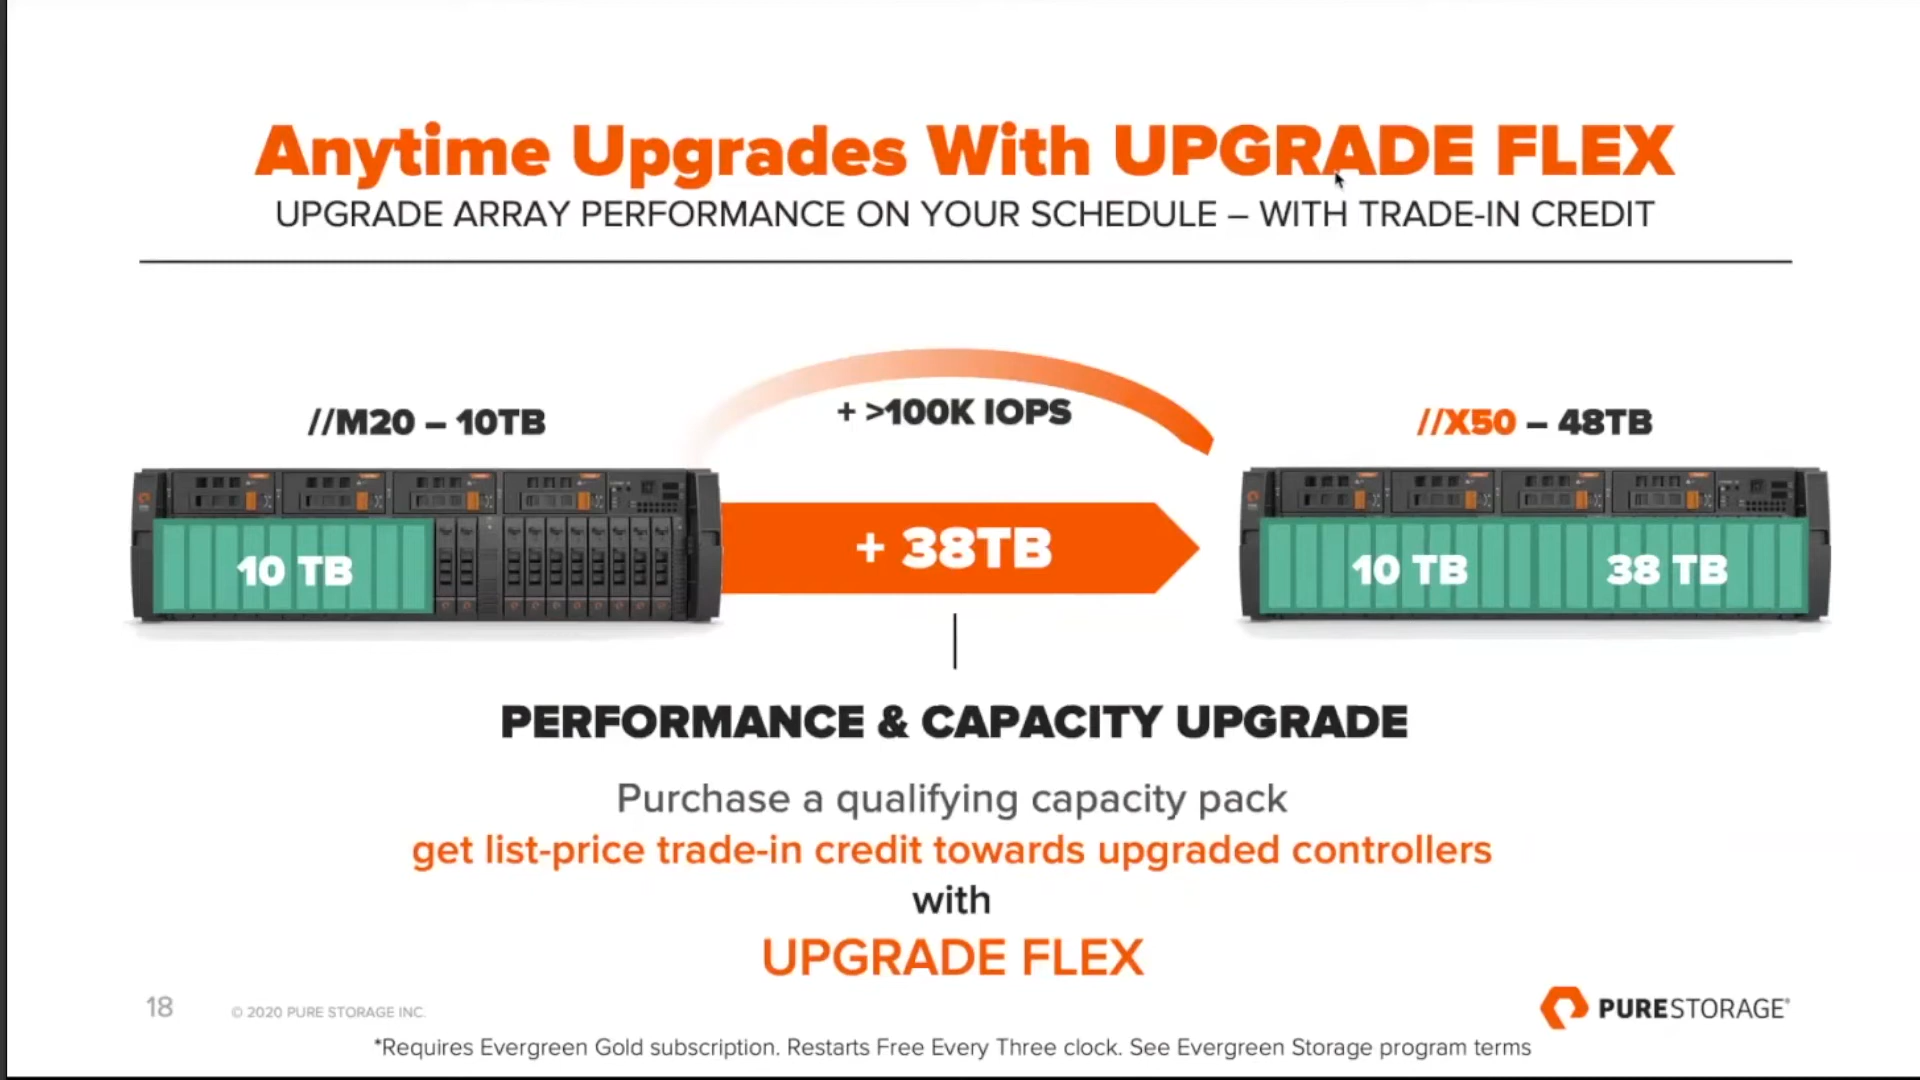 Anytime Upgrades With UPGRADE FLEX
UPGRADE ARRAY PERFORMANCE ON YOUR SCHEDULE – WITH TRADE-IN CREDIT
+ >100K IOPS
//M20 – 10TB
//X50 – 48TB
10 TB
+ 38TB
10 TB
38 TB
PERFORMANCE & CAPACITY UPGRADE
Purchase a qualifying capacity pack
get list-price trade-in credit towards upgraded controllers
with
UPGRADE FLEX
18
© 2020 PURE STORAGE INC.
PURESTORAGE®
*Requires Evergreen Gold subscription. Restarts Free Every Three clock. See Evergreen Storage program terms